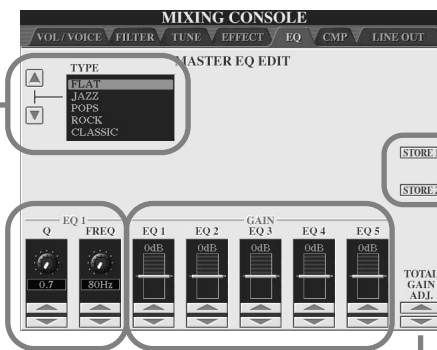 MIXING CONSOLE
VOL / VOICE FILTER TUNE EFFECT EQ CMP LINE OUT
MASTER EQ EDIT
TYPE
FLAT
JAZZ
POPS
ROCK
CLASSIC
STORE 1
STORE 2
EQ 1
Q FREQ
0.7 80Hz
GAIN
EQ 1 EQ 2 EQ 3 EQ 4 EQ 5
0dB 0dB 0dB 0dB 0dB
TOTAL
GAIN
ADJ.